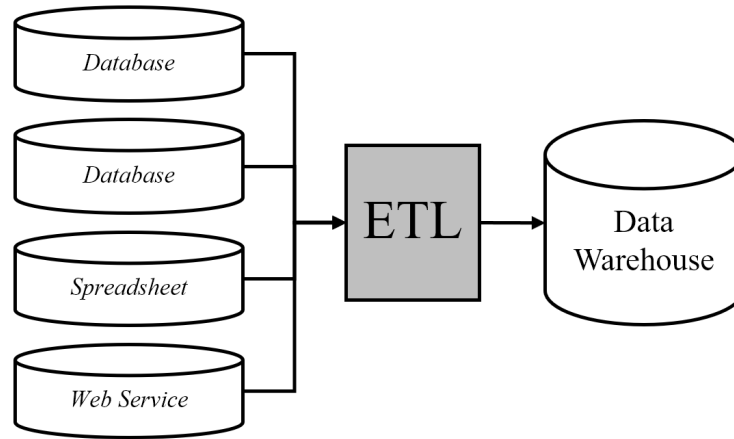 Database
Database
Spreadsheet
Web Service
ETL
Data
Warehouse